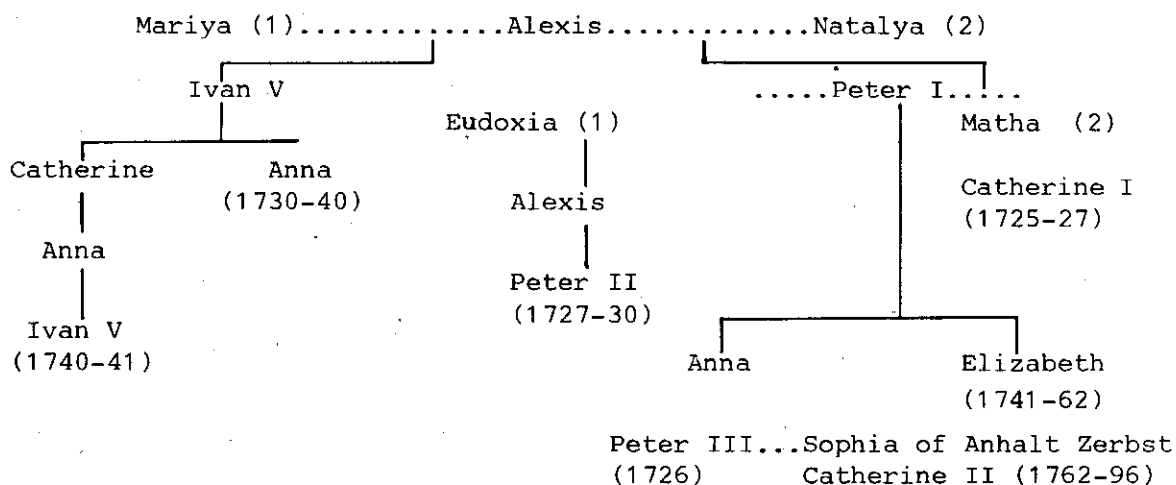 Mariya (1).............Alexis.............Natalya (2)
Ivan V
.....Peter I.....
Eudoxia (1)
Matha (2)
Catherine
Anna
(1730-40)
Alexis
Catherine I
(1725-27)
Anna
Peter II
(1727-30)
Ivan V
(1740-41)
Anna
Elizabeth
(1741-62)
Peter III...Sophia of Anhalt Zerbst
(1726)
Catherine II (1762-96)